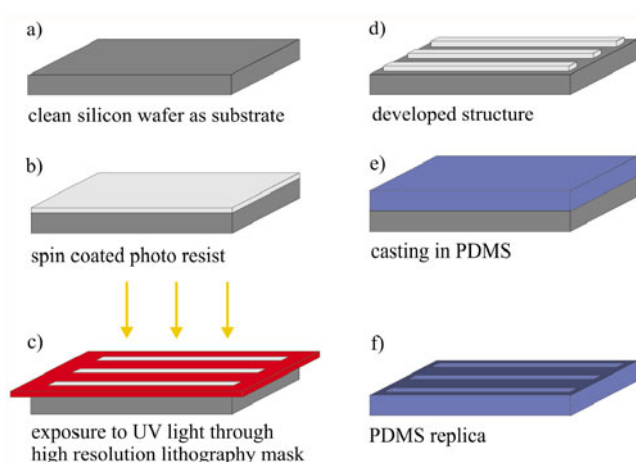 a)
clean silicon wafer as substrate
b)
spin coated photo resist
c)
exposure to UV light through
high resolution lithography mask
d)
developed structure
e)
casting in PDMS
f)
PDMS replica